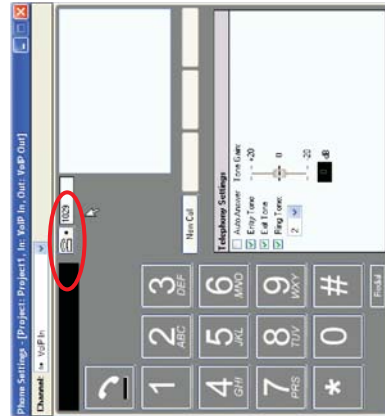 Phone Settings - [Project: Project1, In: VoIP In, Out: VoIP Out]
Channel: VoIP In
1029
New Call
1
2 ABC
3 DEF
4 GHI
5 JKL
6 MNO
7 PRS
8 TUV
9 WXY
*
0
#
Redial
Telephony Settings
Auto Answer
Entry Tone
Exit Tone
Ring Tone:
2
Tone Gain:
+20
0
-20
0 dB